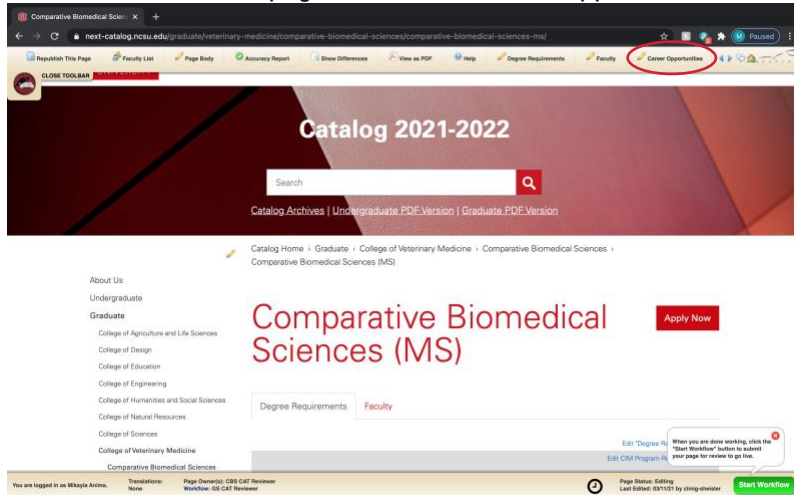 Comparative Biomedical Scien
next-catalog.ncsu.edu/graduate/veterinary-medicine/comparative-biomedical-sciences/comparative-biomedical-sciences-ms/
Paused
Republish This Page Faculty List Page Body Accuracy Report Show Differences View as PDF Help Degree Requirements Faculty Career Opportunities
CLOSE TOOLBAR
Catalog 2021-2022
Search
Catalog Archives | Undergraduate PDF Version | Graduate PDF Version
Catalog Home › Graduate › College of Veterinary Medicine › Comparative Biomedical Sciences ›
Comparative Biomedical Sciences (MS)
About Us
Undergraduate
Graduate
College of Agriculture and Life Sciences
College of Design
College of Education
College of Engineering
College of Humanities and Social Sciences
College of Natural Resources
College of Sciences
College of Veterinary Medicine
Comparative Biomedical Sciences
Comparative Biomedical
Sciences (MS)
Apply Now
Degree Requirements Faculty
Edit "Degree R
Edit CIM Program R
When you are done working, click the
"Start Workflow" button to submit
your page for review to go live.
You are logged in as Mikayla Anima.
Translations:
None
Page Owner(s): CBS CAT Reviewer
Workflow: GS CAT Reviewer
Page Status: Editing
Last Edited: 03/11/21 by clmig-sheisler
Start Workflow